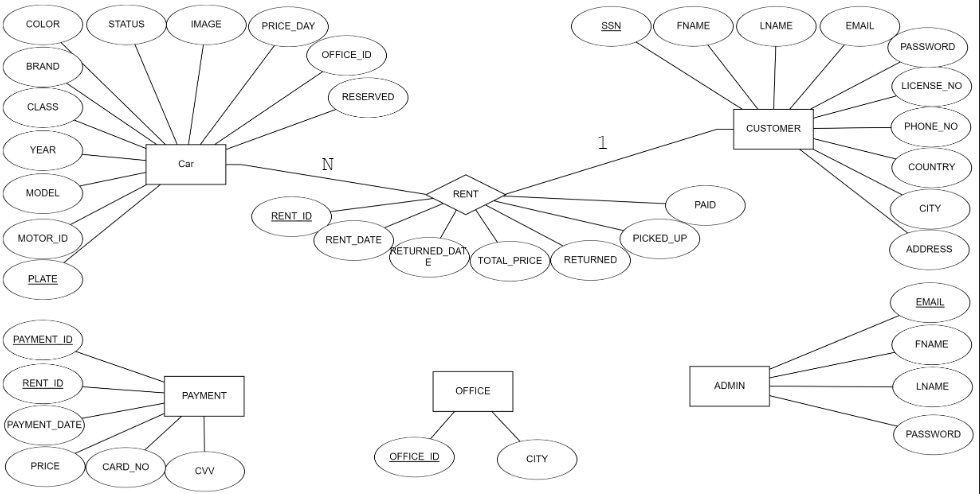 COLOR
STATUS
IMAGE
PRICE_DAY
OFFICE_ID
RESERVED
BRAND
CLASS
YEAR
MODEL
MOTOR_ID
PLATE
Car
N
RENT
1
SSN
FNAME
LNAME
EMAIL
PASSWORD
LICENSE_NO
PHONE_NO
COUNTRY
CITY
ADDRESS
CUSTOMER
RENT_ID
RENT_DATE
RETURNED_DAT
E
TOTAL_PRICE
RETURNED
PICKED_UP
PAID
PAYMENT_ID
RENT_ID
PAYMENT_DATE
PRICE
CARD_NO
CVV
PAYMENT
OFFICE
OFFICE_ID
CITY
ADMIN
EMAIL
FNAME
LNAME
PASSWORD